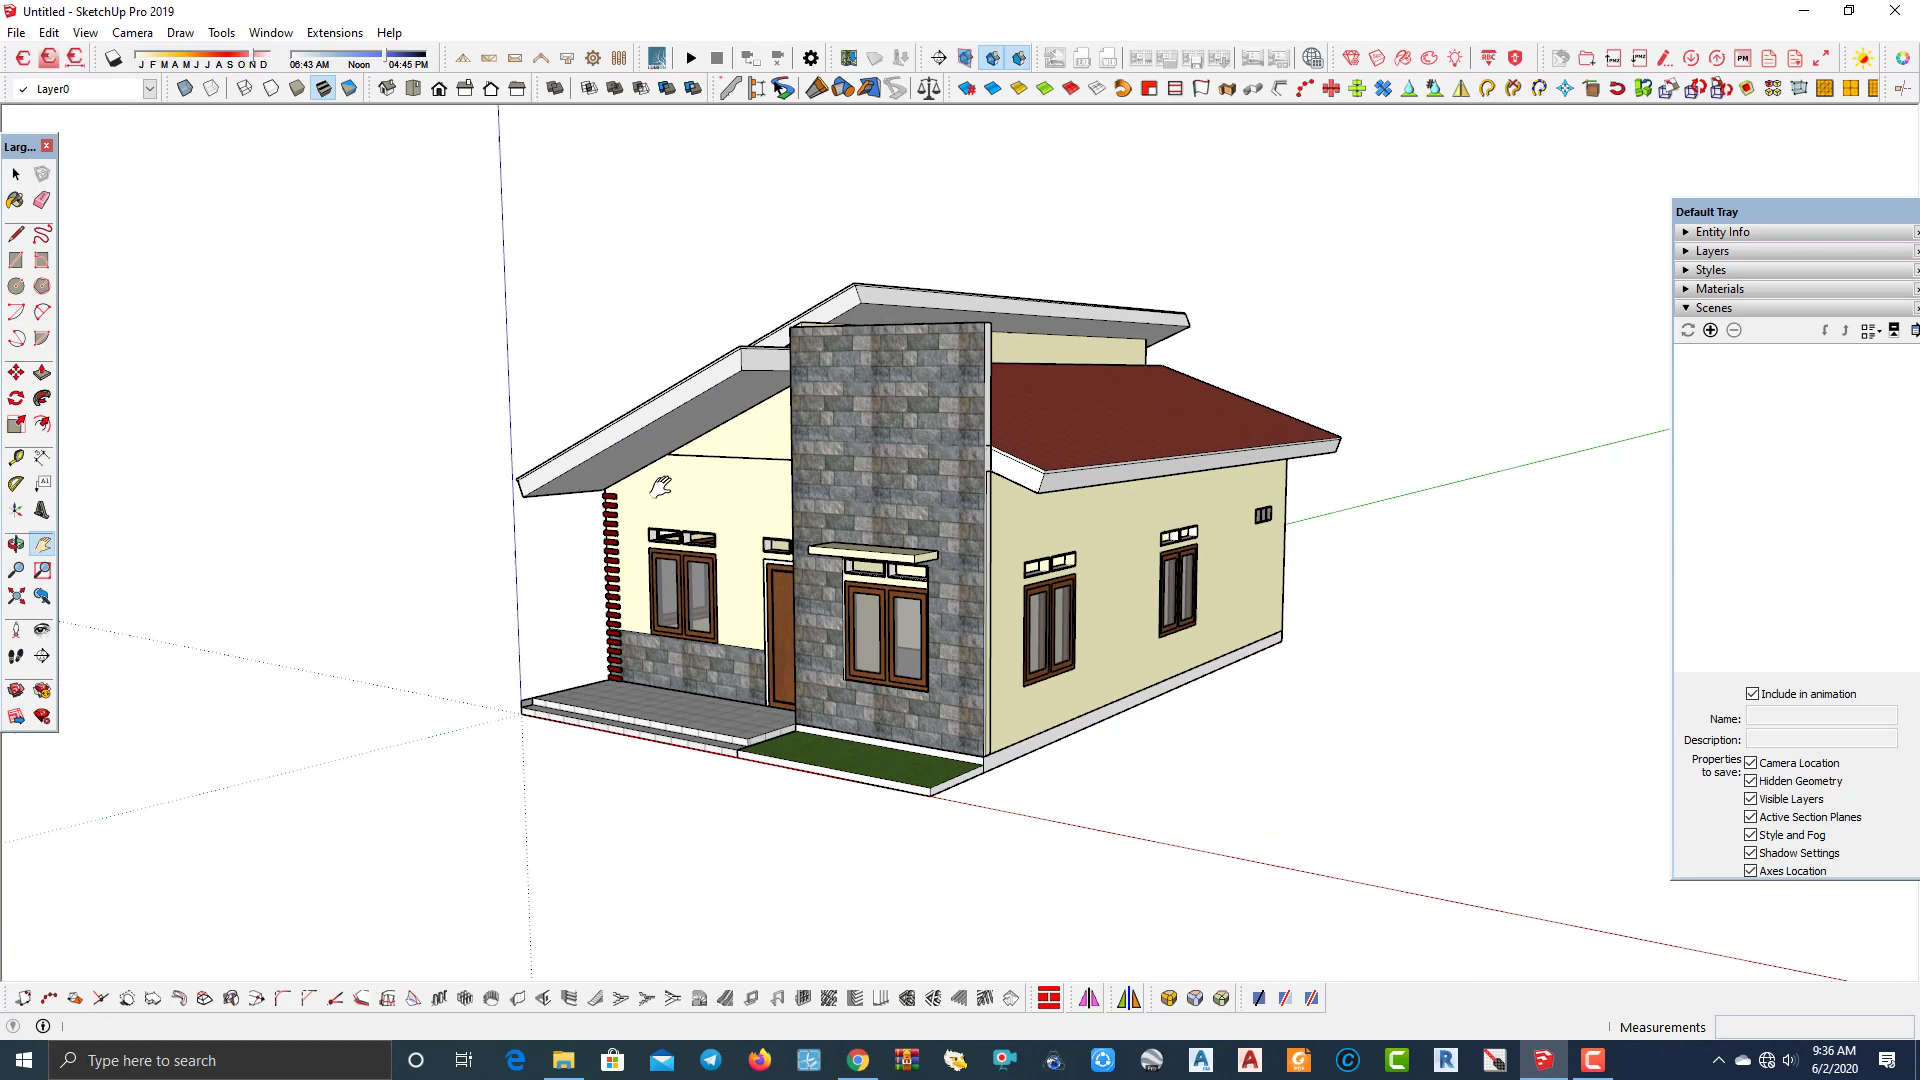 Untitled - SketchUp Pro 2019
File Edit View Camera Draw Tools Window Extensions Help
J F M A M J J A S O N D
06:43 AM Noon 04:45 PM
Layer0
Larg...
Default Tray
Entity Info
Layers
Styles
Materials
Scenes
Include in animation
Name:
Description:
Properties to save:
Camera Location
Hidden Geometry
Visible Layers
Active Section Planes
Style and Fog
Shadow Settings
Axes Location
Measurements
Type here to search
9:36 AM
6/2/2020